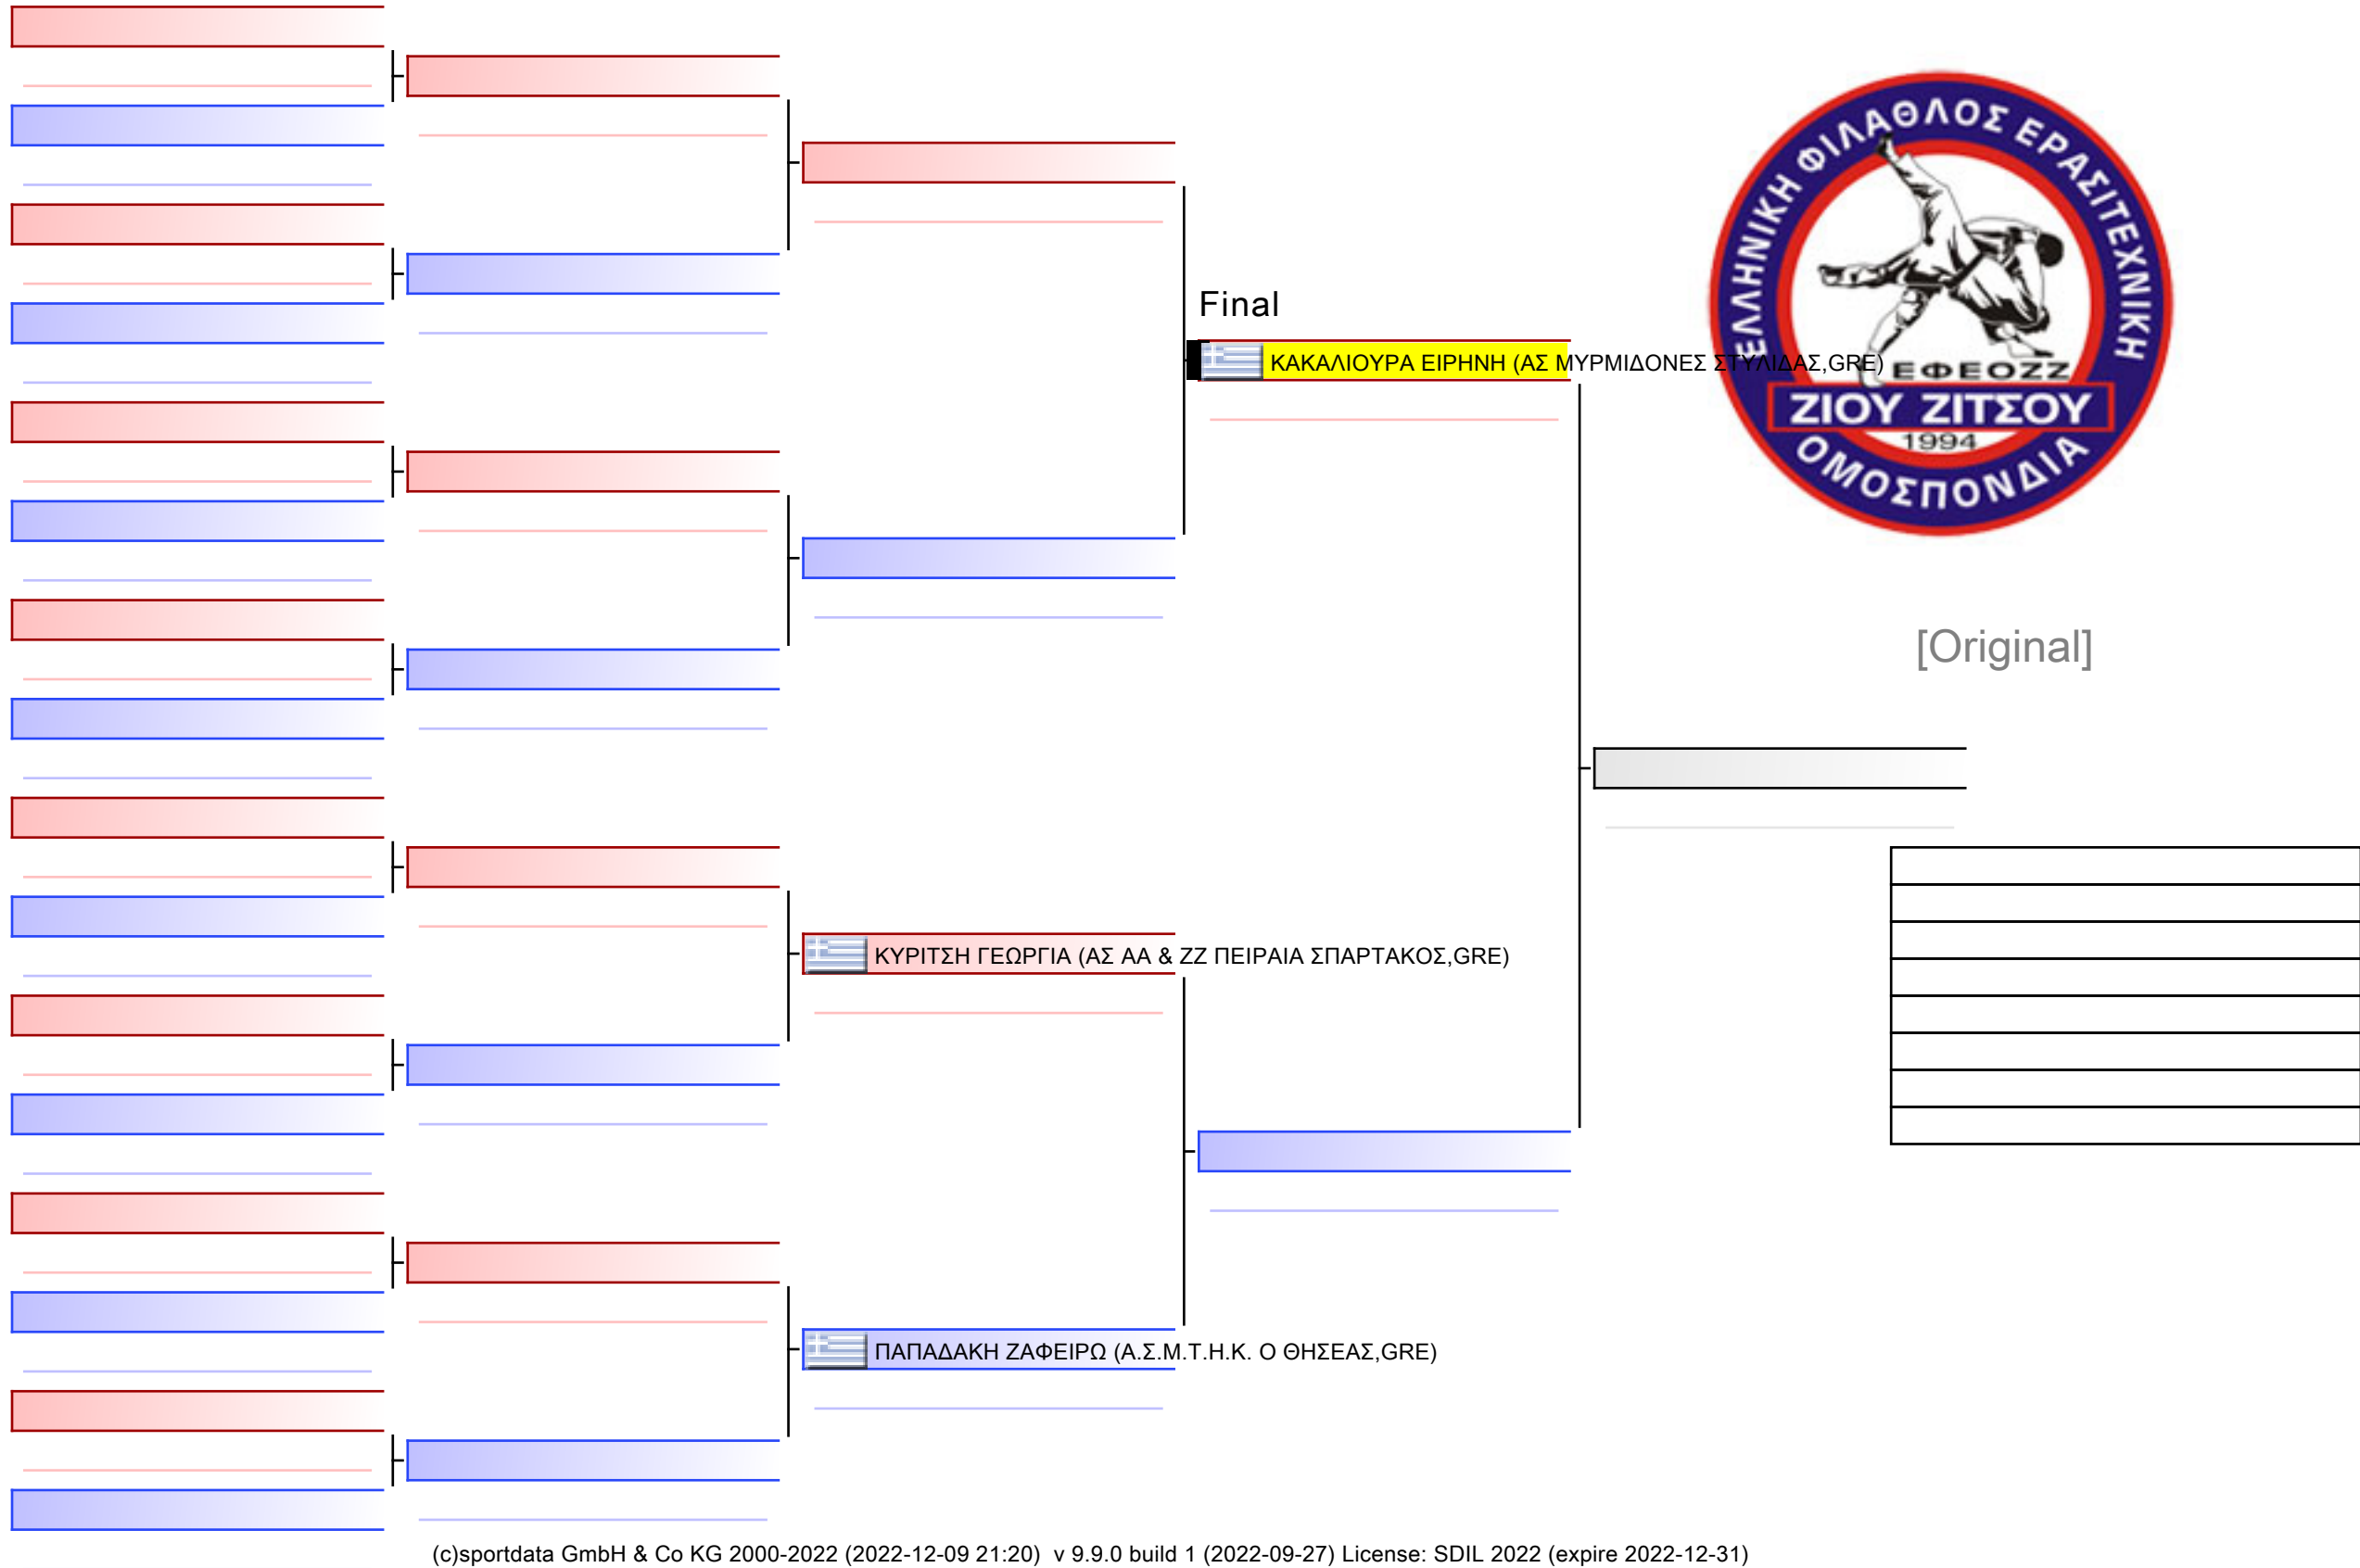 ΕΛΛΗΝΙΚΗ ΦΙΛΑΘΛΟΣ ΕΡΑΣΙΤΕΧΝΙΚΗ
ΕΦΕΟΖΖ
ΖΙΟΥ ΖΙΤΣΟΥ
1994
ΟΜΟΣΠΟΝΔΙΑ
Final
ΚΑΚΑΛΙΟΥΡΑ ΕΙΡΗΝΗ (ΑΣ ΜΥΡΜΙΔΟΝΕΣ ΣΤΥΛΙΔΑΣ,GRE)
[Original]
ΚΥΡΙΤΣΗ ΓΕΩΡΓΙΑ (ΑΣ ΑΑ & ΖΖ ΠΕΙΡΑΙΑ ΣΠΑΡΤΑΚΟΣ,GRE)
ΠΑΠΑΔΑΚΗ ΖΑΦΕΙΡΩ (Α.Σ.Μ.Τ.Η.Κ. Ο ΘΗΣΕΑΣ,GRE)
(c)sportdata GmbH & Co KG 2000-2022 (2022-12-09 21:20) v 9.9.0 build 1 (2022-09-27) License: SDIL 2022 (expire 2022-12-31)